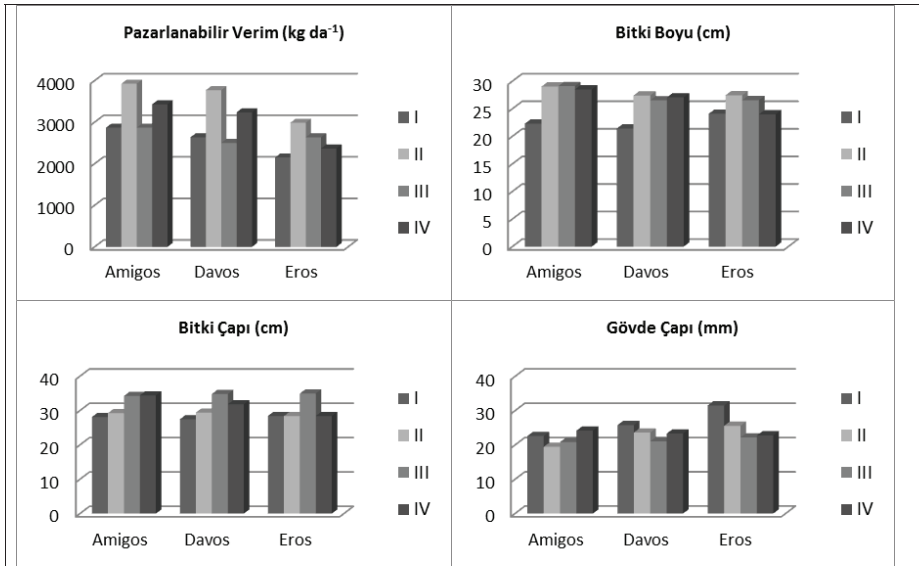 Pazarlanabilir Verim (kg da⁻¹)
4000
3000
2000
1000
0
Amigos Davos Eros
I
II
III
IV
Bitki Boyu (cm)
30
25
20
15
10
5
0
Amigos Davos Eros
I
II
III
IV
Bitki Çapı (cm)
40
30
20
10
0
Amigos Davos Eros
I
II
III
IV
Gövde Çapı (mm)
40
30
20
10
0
Amigos Davos Eros
I
II
III
IV